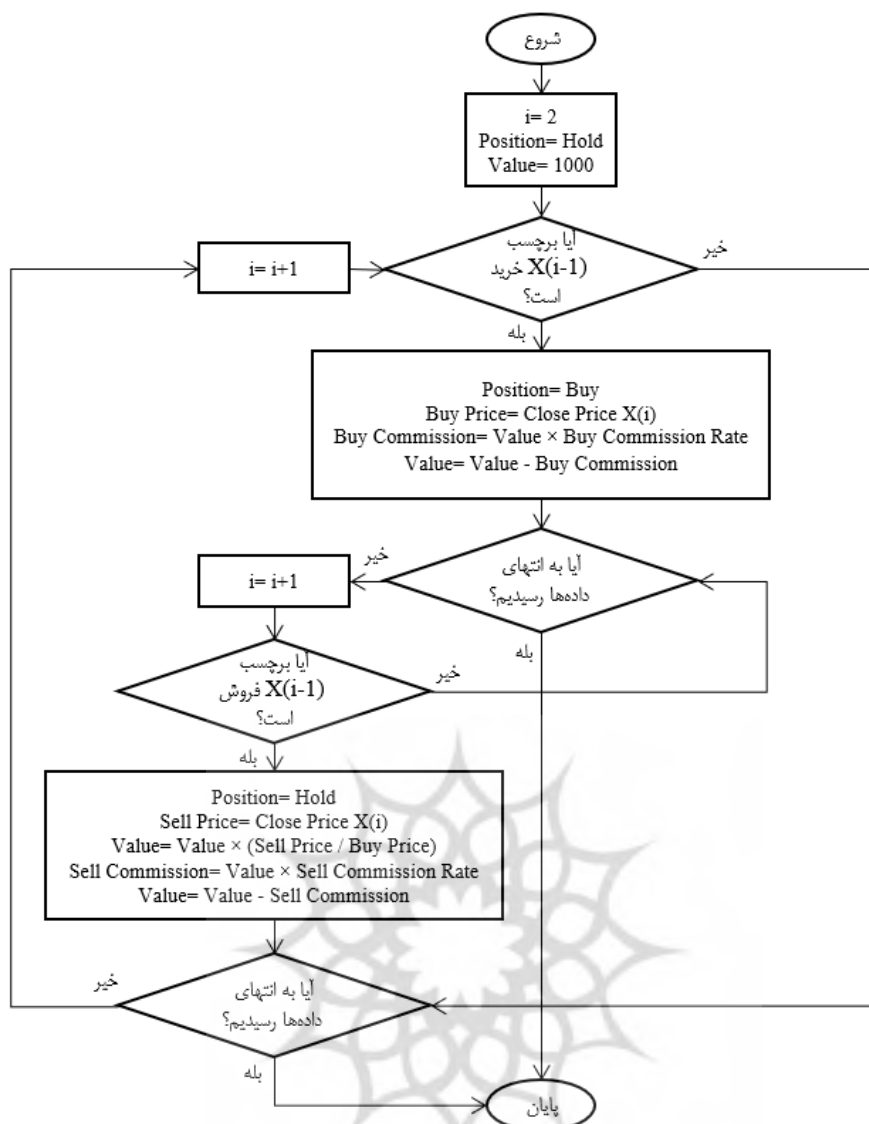 شروع
i= 2
Position= Hold
Value= 1000
i= i+1
آیا برچسب
X(i-1) خرید
است؟
خیر
بله
Position= Buy
Buy Price= Close Price X(i)
Buy Commission= Value × Buy Commission Rate
Value= Value - Buy Commission
آیا به انتهای
داده‌ها رسیدیم؟
خیر
بله
i= i+1
آیا برچسب
X(i-1) فروش
است؟
خیر
بله
Position= Hold
Sell Price= Close Price X(i)
Value= Value × (Sell Price / Buy Price)
Sell Commission= Value × Sell Commission Rate
Value= Value - Sell Commission
آیا به انتهای
داده‌ها رسیدیم؟
خیر
بله
پایان